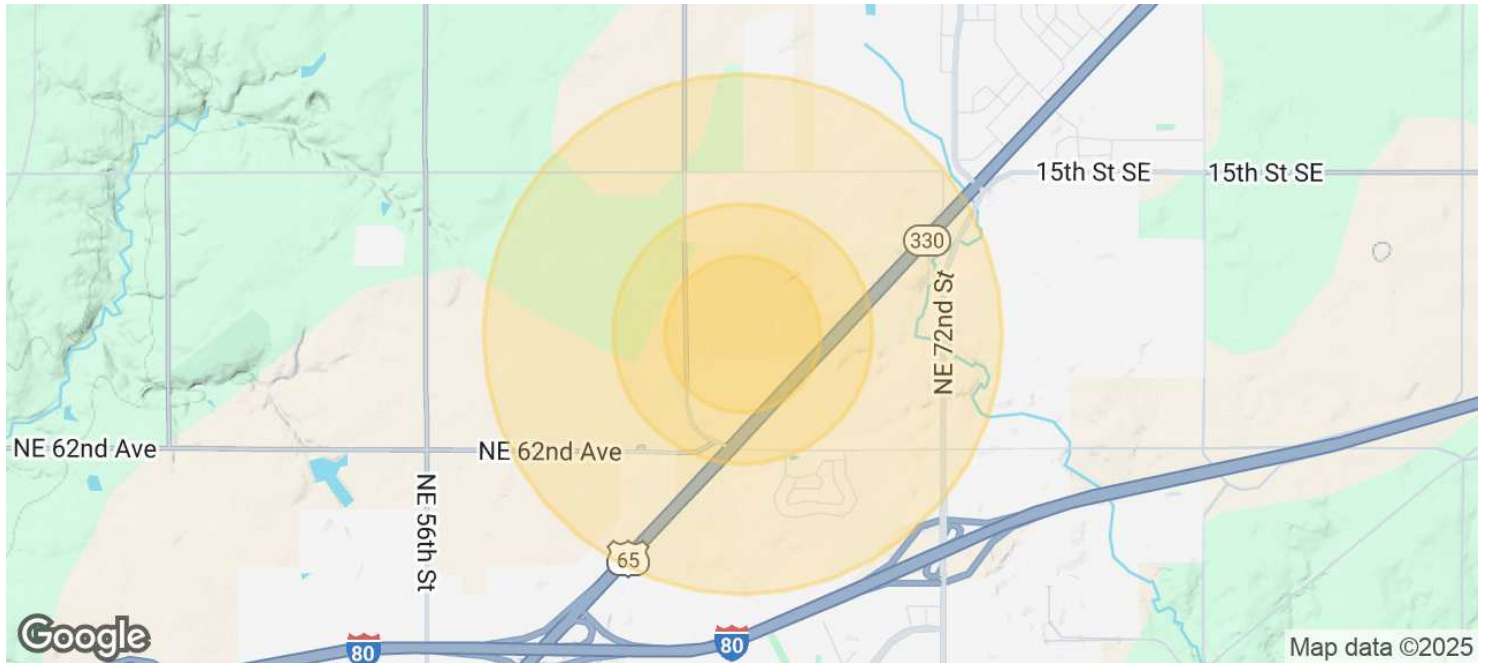 15th St SE
15th St SE
330
NE 72nd St
NE 62nd Ave
NE 62nd Ave
NE 56th St
65
80
80
Google
Map data ©2025